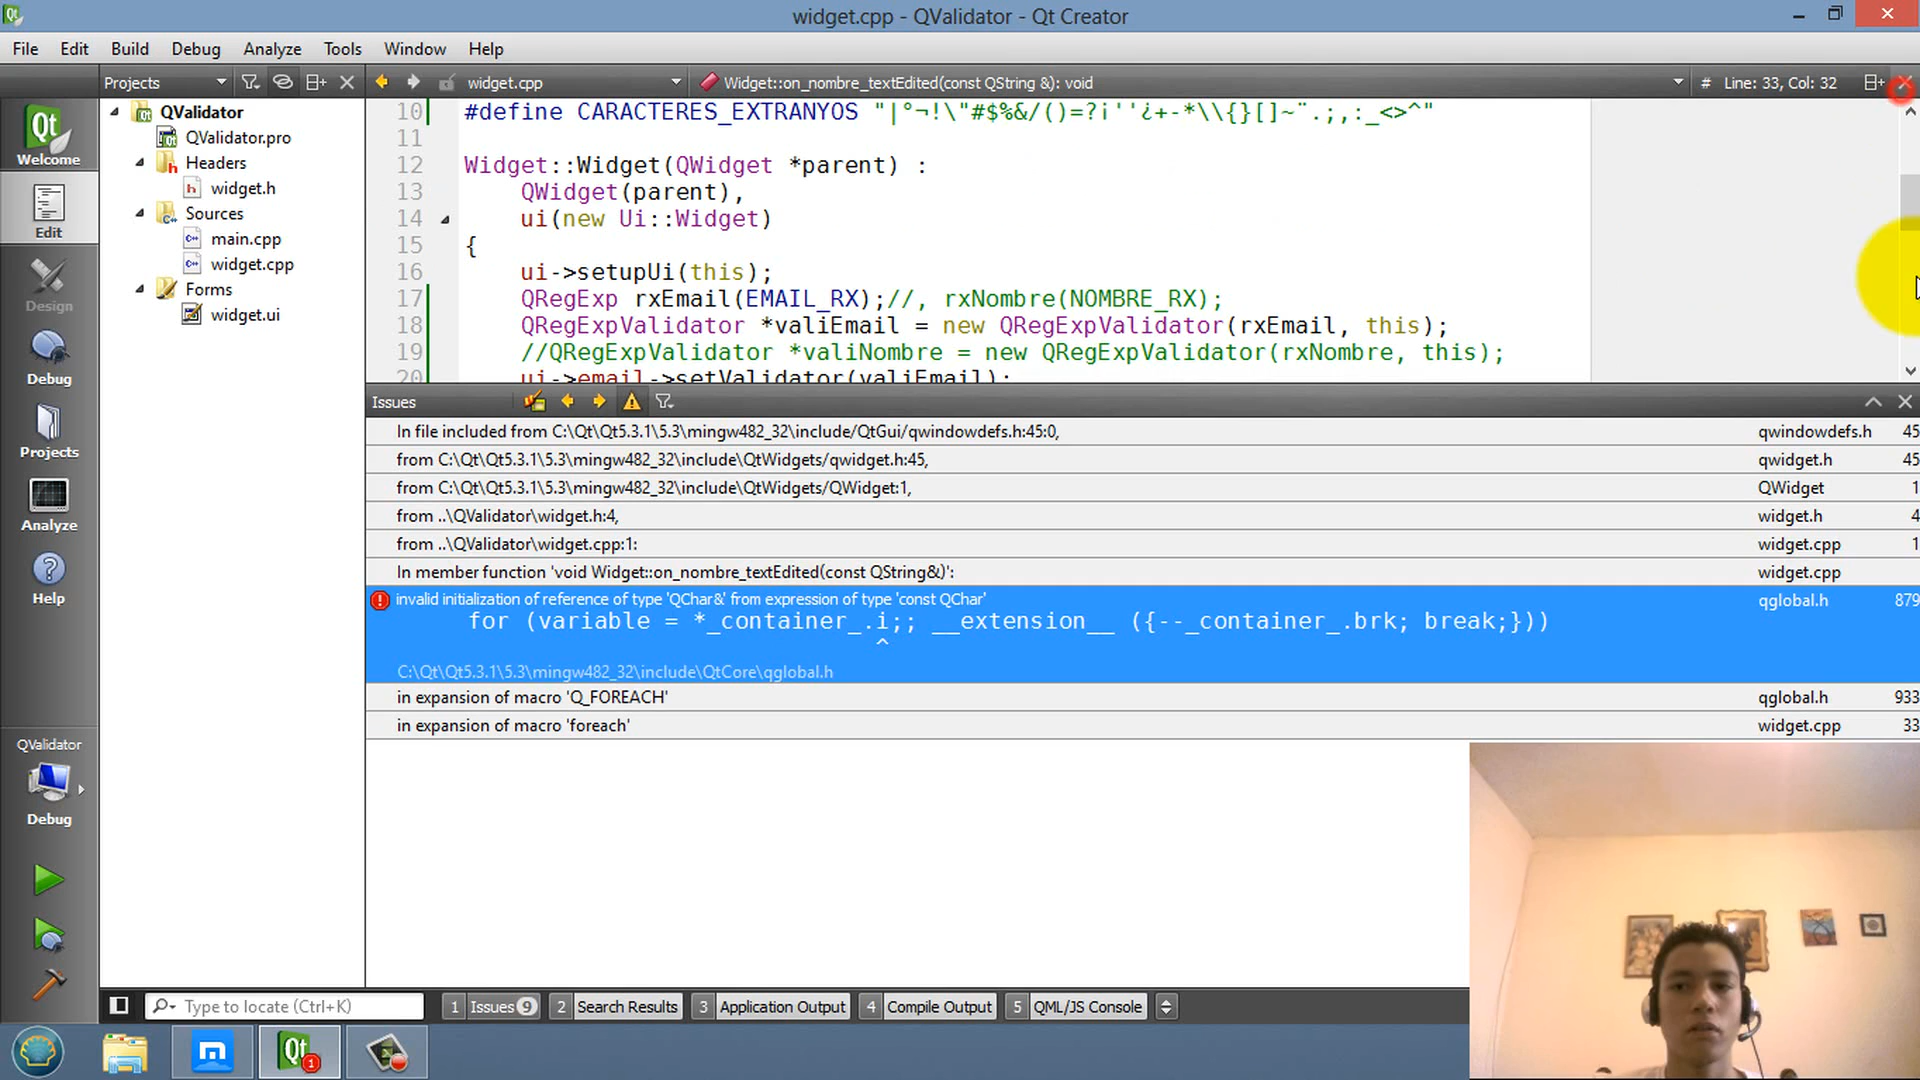 widget.cpp - QValidator - Qt Creator
File Edit Build Debug Analyze Tools Window Help
Projects widget.cpp Widget::on_nombre_textEdited(const QString &): void # Line: 33, Col: 32
Qt
Welcome
Edit
Design
Debug
Projects
Analyze
Help
QValidator
Debug
QValidator
QValidator.pro
Headers
widget.h
Sources
main.cpp
widget.cpp
Forms
widget.ui
10 #define CARACTERES_EXTRANYOS "|°¬!\"#$%&/()=?¡''¿+-*\\{}[]~¨.;,:_<>^"
11
12 Widget::Widget(QWidget *parent) :
13 QWidget(parent),
14 ui(new Ui::Widget)
15 {
16 ui->setupUi(this);
17 QRegExp rxEmail(EMAIL_RX);//, rxNombre(NOMBRE_RX);
18 QRegExpValidator *valiEmail = new QRegExpValidator(rxEmail, this);
19 //QRegExpValidator *valiNombre = new QRegExpValidator(rxNombre, this);
20 ui->email->setValidator(valiEmail);
Issues
In file included from C:\Qt\Qt5.3.1\5.3\mingw482_32\include/QtGui/qwindowdefs.h:45:0, qwindowdefs.h 45
from C:\Qt\Qt5.3.1\5.3\mingw482_32\include\QtWidgets/qwidget.h:45, qwidget.h 45
from C:\Qt\Qt5.3.1\5.3\mingw482_32\include\QtWidgets/QWidget:1, QWidget 1
from ..\QValidator\widget.h:4, widget.h 4
from ..\QValidator\widget.cpp:1: widget.cpp 1
In member function 'void Widget::on_nombre_textEdited(const QString&)': widget.cpp
invalid initialization of reference of type 'QChar&' from expression of type 'const QChar' qglobal.h 879
for (variable = *_container_.i;; __extension__ ({--_container_.brk; break;}))
^
C:\Qt\Qt5.3.1\5.3\mingw482_32\include\QtCore\qglobal.h
in expansion of macro 'Q_FOREACH' qglobal.h 933
in expansion of macro 'foreach' widget.cpp 33
Type to locate (Ctrl+K) 1 Issues 9 2 Search Results 3 Application Output 4 Compile Output 5 QML/JS Console
Qt 1